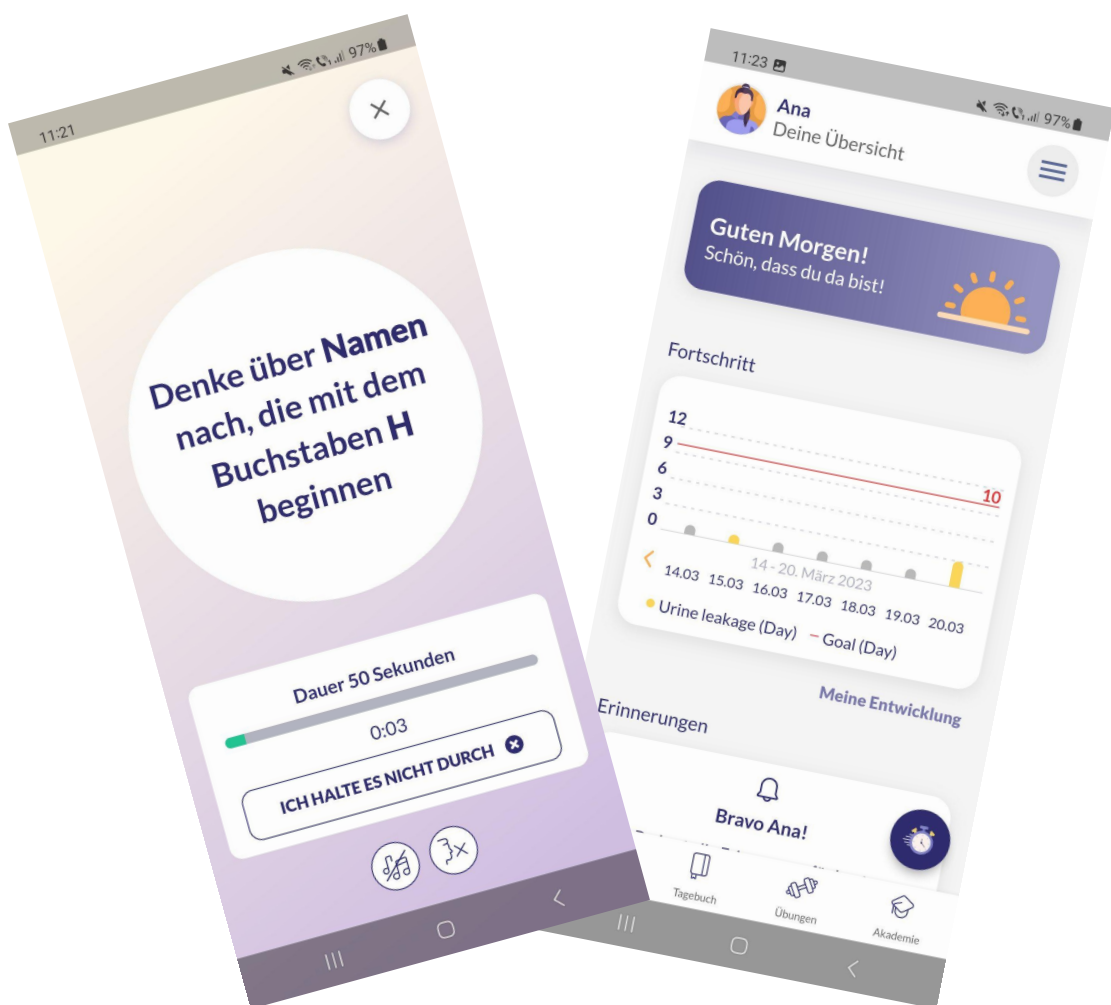 11:21
97%
Denke über Namen
nach, die mit dem
Buchstaben H
beginnen
Dauer 50 Sekunden
0:03
ICH HALTE ES NICHT DURCH
11:23
97%
Ana
Deine Übersicht
Guten Morgen!
Schön, dass du da bist!
Fortschritt
12
9
6
3
0
10
14 - 20. März 2023
14.03 15.03 16.03 17.03 18.03 19.03 20.03
Urine leakage (Day) Goal (Day)
Meine Entwicklung
Erinnerungen
Bravo Ana!
Tagebuch
Übungen
Akademie